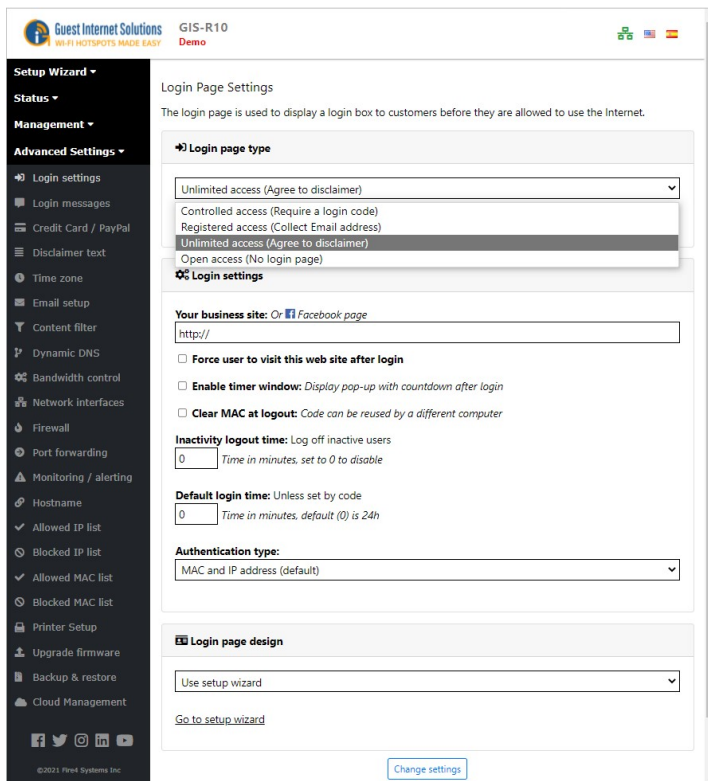 Guest Internet Solutions
WI-FI HOTSPOTS MADE EASY
GIS-R10
Demo
Setup Wizard
Status
Management
Advanced Settings
Login settings
Login messages
Credit Card / PayPal
Disclaimer text
Time zone
Email setup
Content filter
Dynamic DNS
Bandwidth control
Network interfaces
Firewall
Port forwarding
Monitoring / alerting
Hostname
Allowed IP list
Blocked IP list
Allowed MAC list
Blocked MAC list
Printer Setup
Upgrade firmware
Backup & restore
Cloud Management
©2021 Fire4 Systems Inc
Login Page Settings
The login page is used to display a login box to customers before they are allowed to use the Internet.
Login page type
Unlimited access (Agree to disclaimer)
Controlled access (Require a login code)
Registered access (Collect Email address)
Unlimited access (Agree to disclaimer)
Open access (No login page)
Login settings
Your business site: Or Facebook page
http://
Force user to visit this web site after login
Enable timer window: Display pop-up with countdown after login
Clear MAC at logout: Code can be reused by a different computer
Inactivity logout time: Log off inactive users
0 Time in minutes, set to 0 to disable
Default login time: Unless set by code
0 Time in minutes, default (0) is 24h
Authentication type:
MAC and IP address (default)
Login page design
Use setup wizard
Go to setup wizard
Change settings